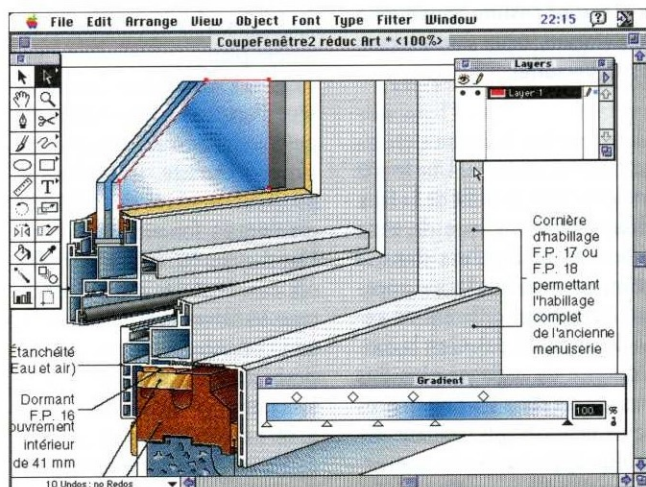 File Edit Arrange View Object Font Type Filter Window 22:15
CoupeFenêtre2 réduc Art * <100%>
Layers
Layer 1
Cornière
d'habillage
F.P. 17 ou
F.P. 18
permettant
l'habillage
complet
de l'ancienne
menuiserie
Étanchéité
Eau et air)
Dormant
F.P. 16
ouvrement
intérieur
de 41 mm
Gradient
100. %
10 Undos : no Redos